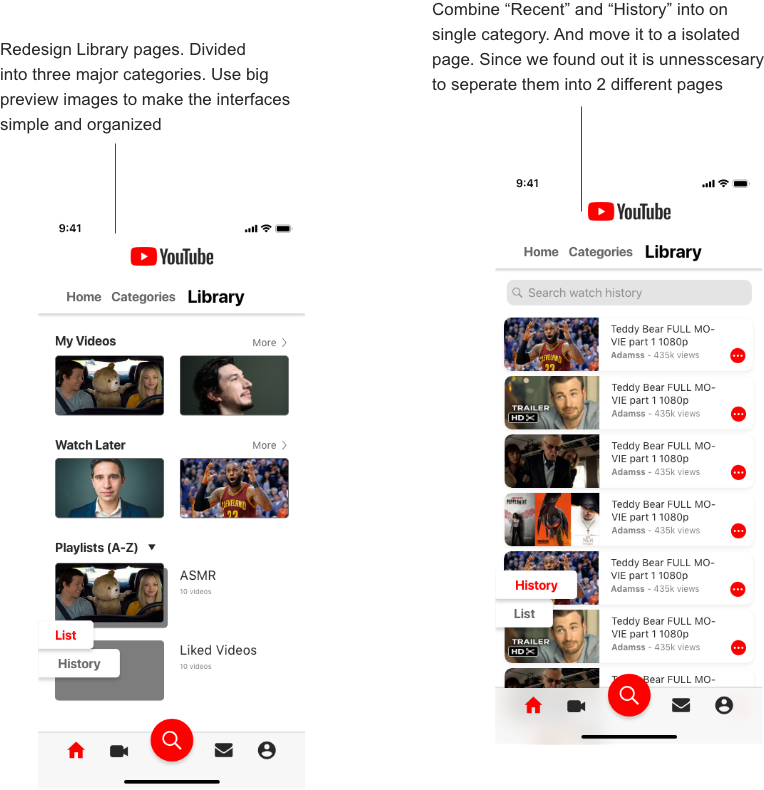 Redesign Library pages. Divided
into three major categories. Use big
preview images to make the interfaces
simple and organized
Combine “Recent” and “History” into on
single category. And move it to a isolated
page. Since we found out it is unnesscesary
to seperate them into 2 different pages
9:41
YouTube
Home Categories Library
My Videos More
Watch Later More
CLEVELAND
23
Playlists (A-Z)
ASMR
10 videos
List
Liked Videos
History
10 videos
9:41
YouTube
Home Categories Library
Search watch history
Teddy Bear FULL MO-
VIE part 1 1080p
Adamss - 435k views
CLEVELAND
23
Teddy Bear FULL MO-
VIE part 1 1080p
Adamss - 435k views
TRAILER
HD
Teddy Bear FULL MO-
VIE part 1 1080p
Adamss - 435k views
Teddy Bear FULL MO-
VIE part 1 1080p
Adamss - 435k views
PEPPERMINT
Teddy Bear FULL MO-
VIE part 1 1080p
Adamss - 435k views
History
List
Teddy Bear FULL MO-
VIE part 1 1080p
Adamss - 435k views
TRAILER
HD
Teddy Bear FULL MO-